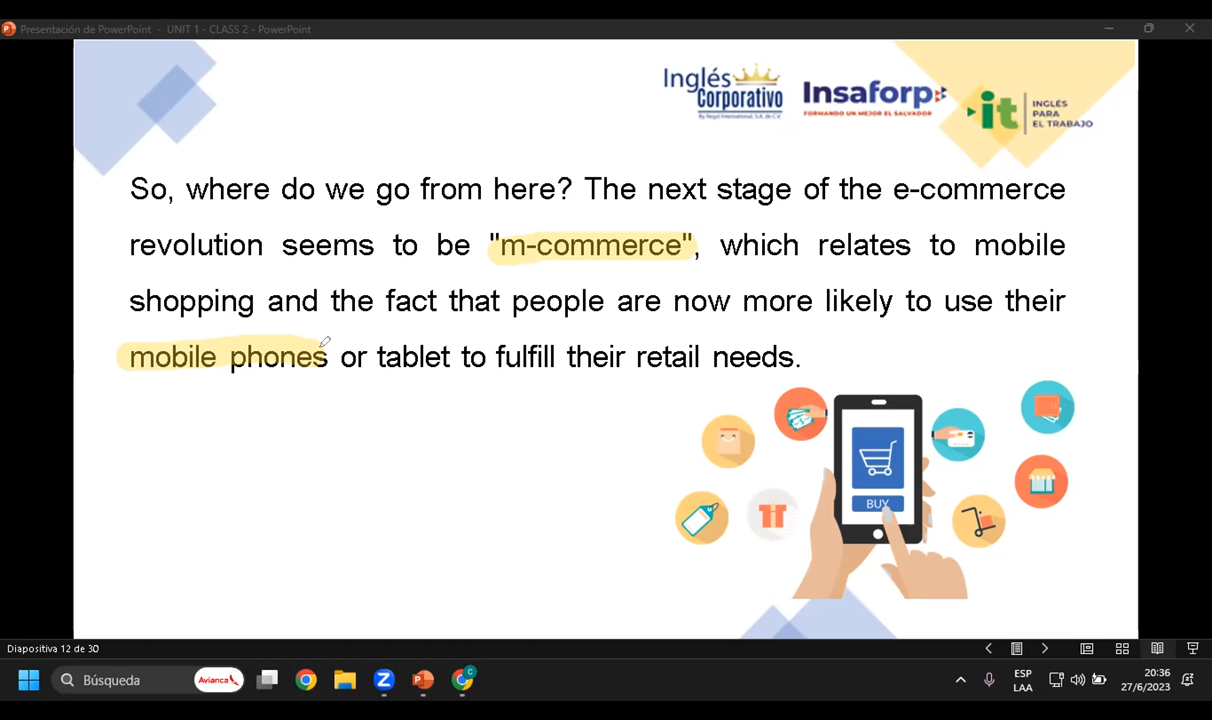 Presentación de PowerPoint - UNIT 1 - CLASS 2 - PowerPoint
Inglés
Corporativo
By Regal International, S.A. de C.V.
Insaforp
FORMANDO UN MEJOR EL SALVADOR
it
INGLÉS
PARA
EL TRABAJO
So, where do we go from here? The next stage of the e-commerce
revolution seems to be "m-commerce", which relates to mobile
shopping and the fact that people are now more likely to use their
mobile phones or tablet to fulfill their retail needs.
BUY
Diapositiva 12 de 30
Búsqueda
Avianca
ESP
LAA
20:36
27/6/2023